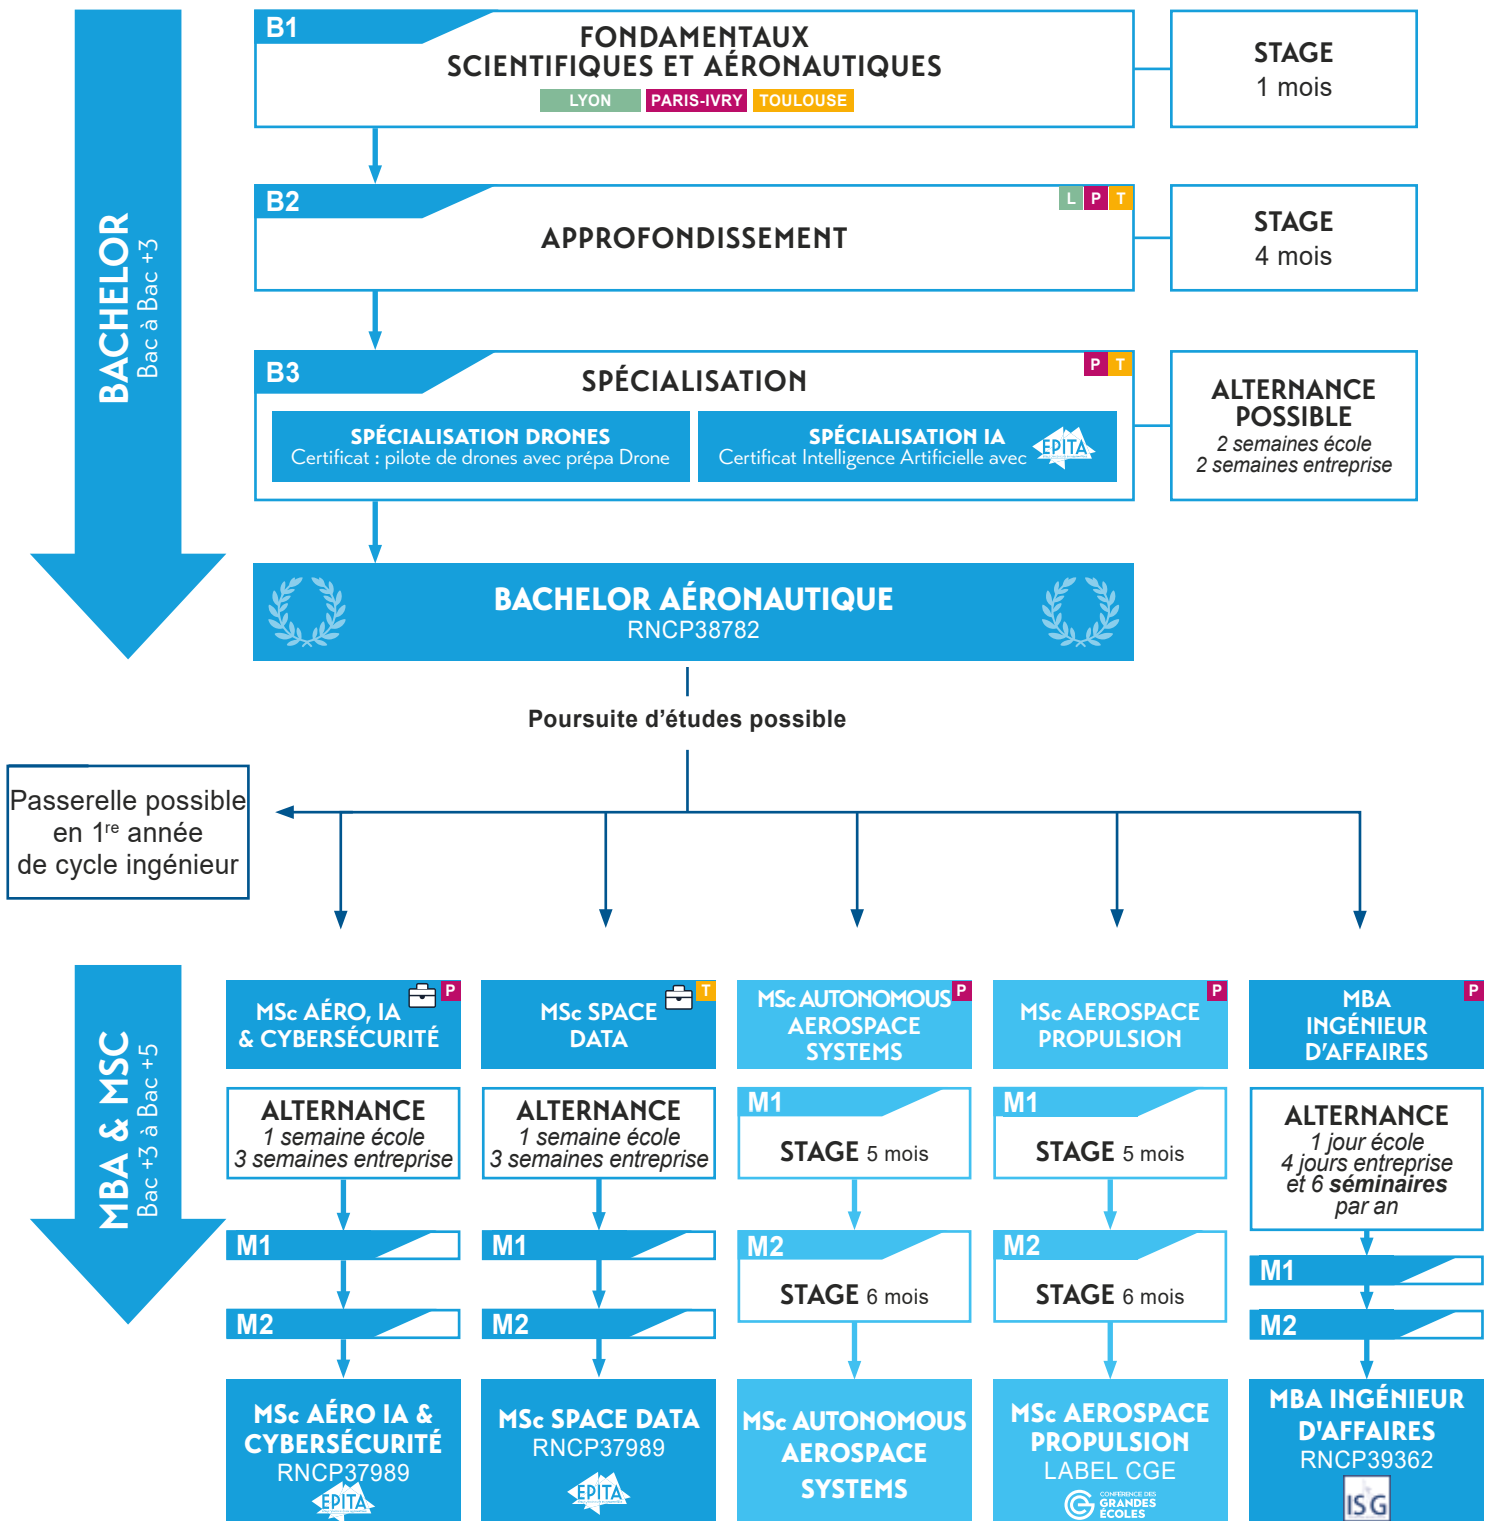 BACHELOR
Bac à Bac +3
B1
FONDAMENTAUX
SCIENTIFIQUES ET AÉRONAUTIQUES
LYON PARIS-IVRY TOULOUSE
STAGE
1 mois
B2
L P T
APPROFONDISSEMENT
STAGE
4 mois
B3
P T
SPÉCIALISATION
SPÉCIALISATION DRONES
Certificat : pilote de drones avec prépa Drone
SPÉCIALISATION IA
Certificat Intelligence Artificielle avec EPITA
ALTERNANCE
POSSIBLE
2 semaines école
2 semaines entreprise
BACHELOR AÉRONAUTIQUE
RNCP38782
Poursuite d’études possible
Passerelle possible
en 1re année
de cycle ingénieur
MBA & MSC
Bac +3 à Bac +5
P
MSc AÉRO, IA
& CYBERSÉCURITÉ
ALTERNANCE
1 semaine école
3 semaines entreprise
M1
M2
MSc AÉRO IA &
CYBERSÉCURITÉ
RNCP37989
EPITA
T
MSc SPACE
DATA
ALTERNANCE
1 semaine école
3 semaines entreprise
M1
M2
MSc SPACE DATA
RNCP37989
EPITA
P
MSc AUTONOMOUS
AEROSPACE
SYSTEMS
M1
STAGE 5 mois
M2
STAGE 6 mois
MSc AUTONOMOUS
AEROSPACE
SYSTEMS
P
MSc AEROSPACE
PROPULSION
M1
STAGE 5 mois
M2
STAGE 6 mois
MSc AEROSPACE
PROPULSION
LABEL CGE
CONFÉRENCE DES
GRANDES
ÉCOLES
P
MBA
INGÉNIEUR
D’AFFAIRES
ALTERNANCE
1 jour école
4 jours entreprise
et 6 séminaires
par an
M1
M2
MBA INGÉNIEUR
D'AFFAIRES
RNCP39362
ISG